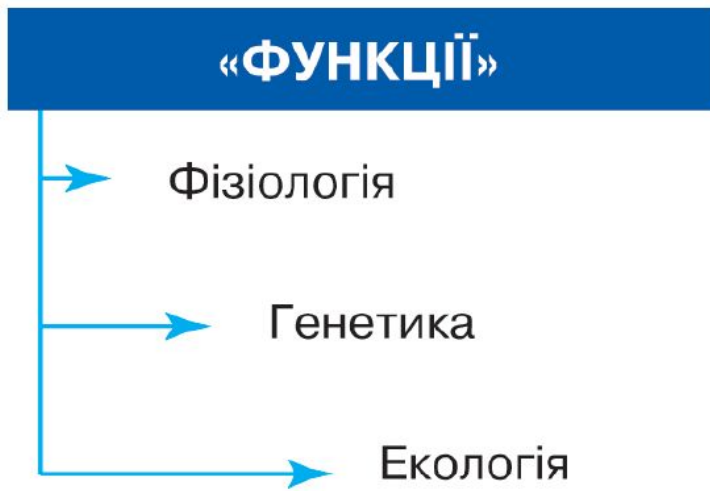 «ФУНКЦІЇ»
Фізіологія
Генетика
Екологія